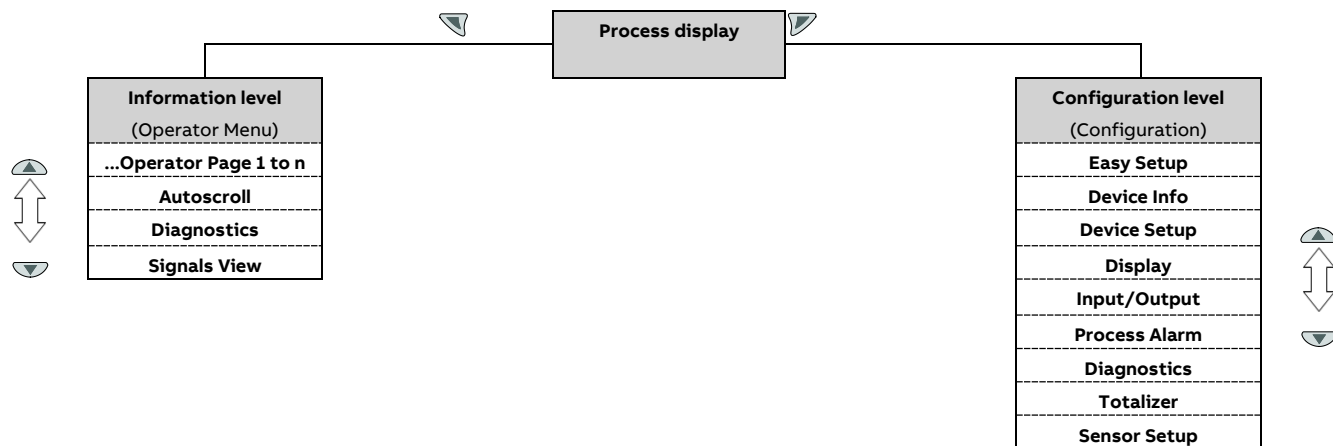 Process display
Information level
(Operator Menu)
...Operator Page 1 to n
Autoscroll
Diagnostics
Signals View
Configuration level
(Configuration)
Easy Setup
Device Info
Device Setup
Display
Input/Output
Process Alarm
Diagnostics
Totalizer
Sensor Setup